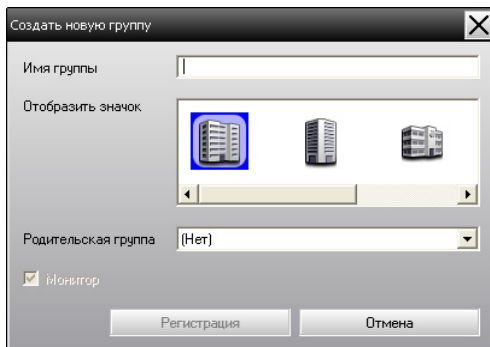 Создать новую группу
Имя группы
Отобразить значок
Родительская группа (Нет)
Монитор
Регистрация Отмена